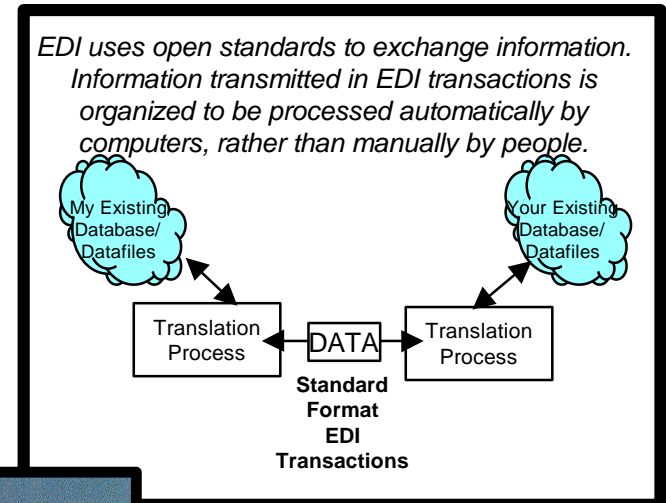 EDI uses open standards to exchange information.
Information transmitted in EDI transactions is
organized to be processed automatically by
computers, rather than manually by people.
My Existing
Database/
Datafiles
Your Existing
Database/
Datafiles
Translation
Process
DATA
Translation
Process
Standard
Format
EDI
Transactions